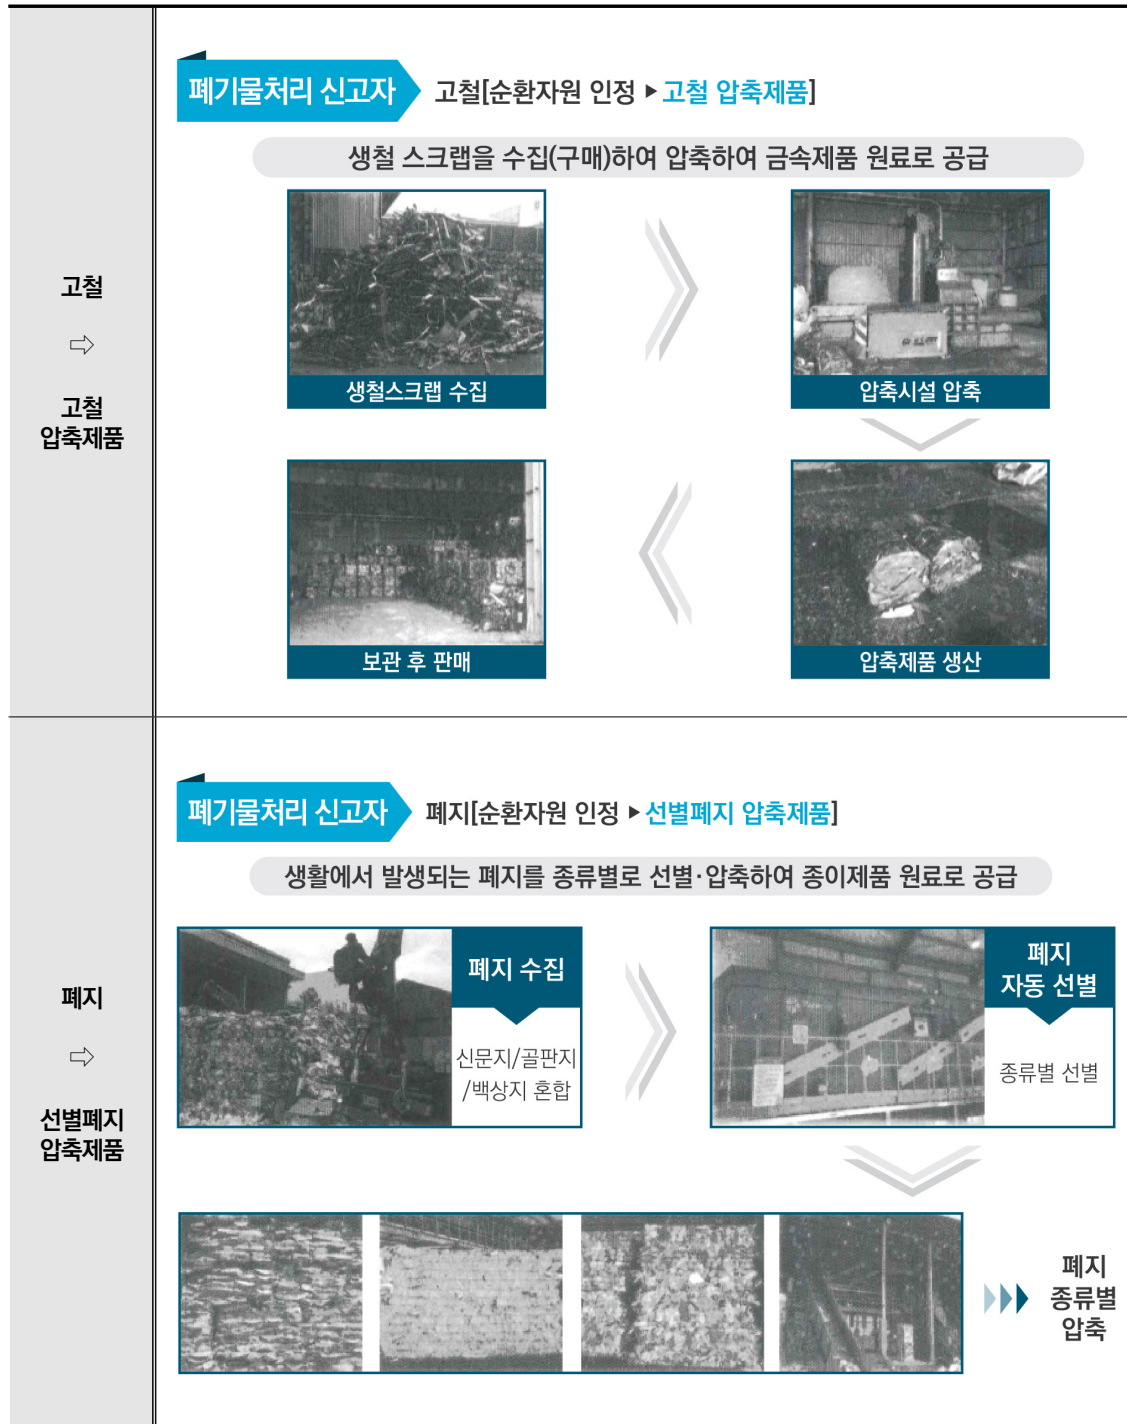 고철
⇨
고철
압축제품
폐기물처리 신고자
고철[순환자원 인정 ▶ 고철 압축제품]
생철 스크랩을 수집(구매)하여 압축하여 금속제품 원료로 공급
생철스크랩 수집
압축시설 압축
보관 후 판매
압축제품 생산
폐지
⇨
선별폐지
압축제품
폐기물처리 신고자
폐지[순환자원 인정 ▶ 선별폐지 압축제품]
생활에서 발생되는 폐지를 종류별로 선별·압축하여 종이제품 원료로 공급
폐지 수집
신문지/골판지
/백상지 혼합
폐지
자동 선별
종류별 선별
폐지
종류별
압축